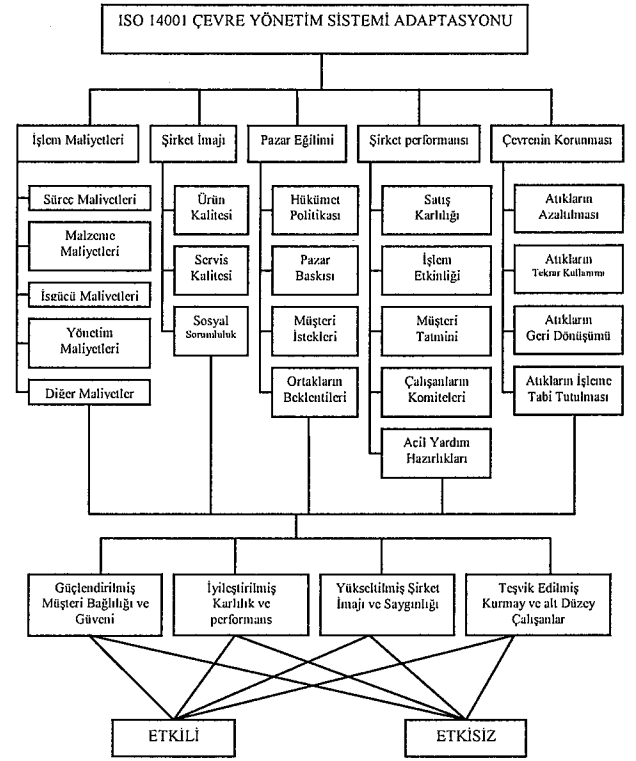 ISO 14001 ÇEVRE YÖNETİM SİSTEMİ ADAPTASYONU
İşlem Maliyetleri
Şirket İmajı
Pazar Eğilimi
Şirket performansı
Çevrenin Korunması
Süreç Maliyetleri
Malzeme
Maliyetleri
İşgücü Maliyetleri
Yönetim
Maliyetleri
Diğer Maliyetler
Ürün
Kalitesi
Servis
Kalitesi
Sosyal
Sorumluluk
Hükümet
Politikası
Pazar
Baskısı
Müşteri
İstekleri
Ortakların
Beklentileri
Satış
Karlılığı
İşlem
Etkinliği
Müşteri
Tatmini
Çalışanların
Komiteleri
Acil Yardım
Hazırlıkları
Atıkların
Azaltılması
Atıkların
Tekrar Kullanımı
Atıkların
Geri Dönüşümü
Atıkların İşleme
Tabi Tutulması
Güçlendirilmiş
Müşteri Bağlılığı ve
Güveni
İyileştirilmiş
Karlılık ve
performans
Yükseltilmiş Şirket
İmajı ve Saygınlığı
Teşvik Edilmiş
Kurmay ve alt Düzey
Çalışanlar
ETKİLİ
ETKİSİZ